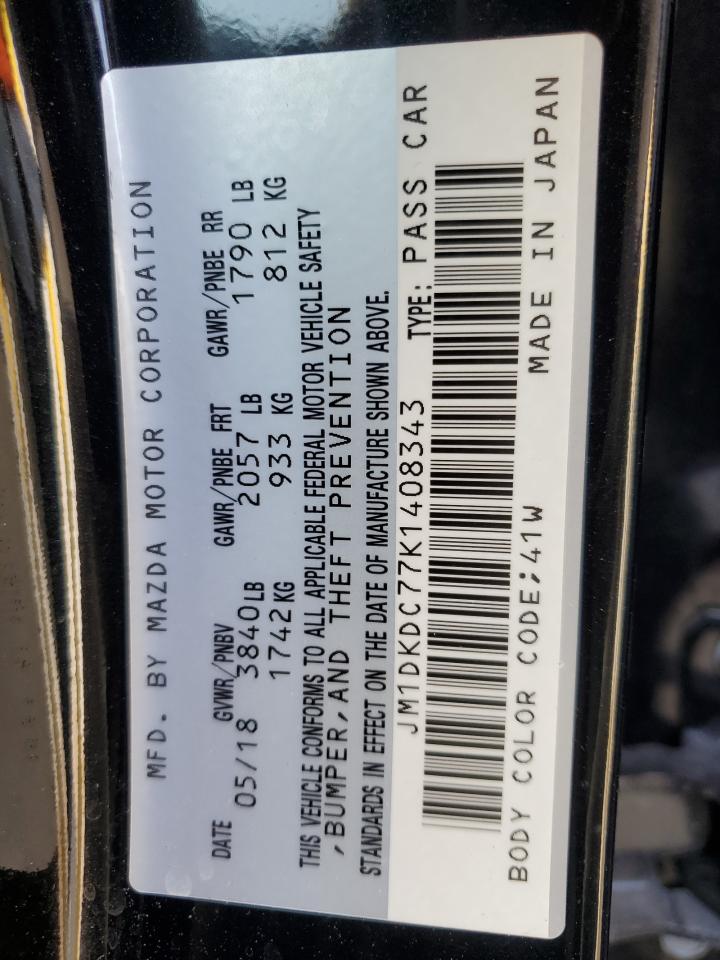 MFD. BY MAZDA MOTOR CORPORATION
DATE GVWR/PNBV GAWR/PNBE FRT GAWR/PNBE RR
05/18 3840LB 2057 LB 1790 LB
1742KG 933 KG 812 KG
THIS VEHICLE CONFORMS TO ALL APPLICABLE FEDERAL MOTOR VEHICLE SAFETY
,BUMPER,AND THEFT PREVENTION
STANDARDS IN EFFECT ON THE DATE OF MANUFACTURE SHOWN ABOVE.
JM1DKDC77K1408343 TYPE: PASS CAR
BODY COLOR CODE;41W MADE IN JAPAN